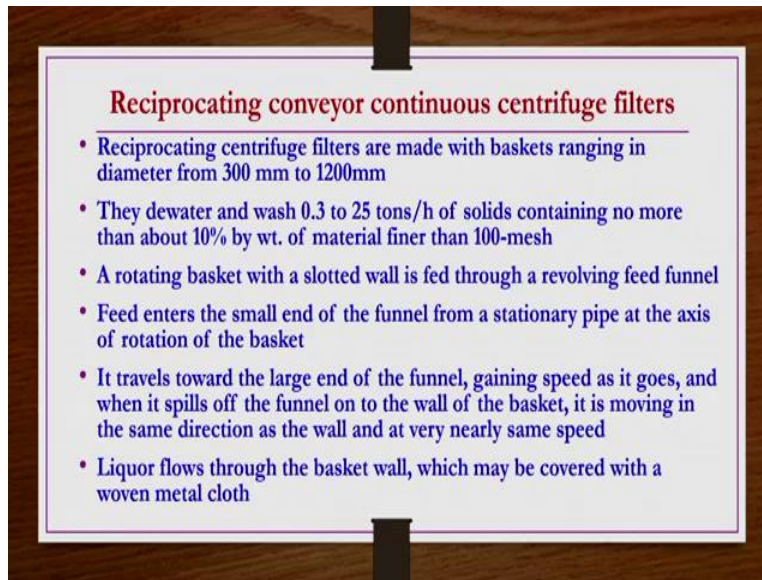 Reciprocating conveyor continuous centrifuge filters
• Reciprocating centrifuge filters are made with baskets ranging in
diameter from 300 mm to 1200mm
• They dewater and wash 0.3 to 25 tons/h of solids containing no more
than about 10% by wt. of material finer than 100-mesh
• A rotating basket with a slotted wall is fed through a revolving feed funnel
• Feed enters the small end of the funnel from a stationary pipe at the axis
of rotation of the basket
• It travels toward the large end of the funnel, gaining speed as it goes, and
when it spills off the funnel on to the wall of the basket, it is moving in
the same direction as the wall and at very nearly same speed
• Liquor flows through the basket wall, which may be covered with a
woven metal cloth